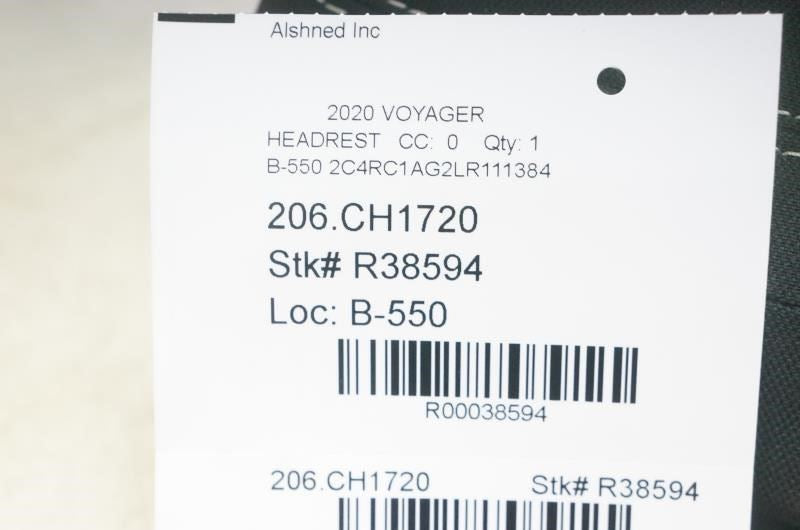 Alshned Inc
2020 VOYAGER
HEADREST CC: 0 Qty: 1
B-550 2C4RC1AG2LR111384
206.CH1720
Stk# R38594
Loc: B-550
R00038594
206.CH1720 Stk# R38594